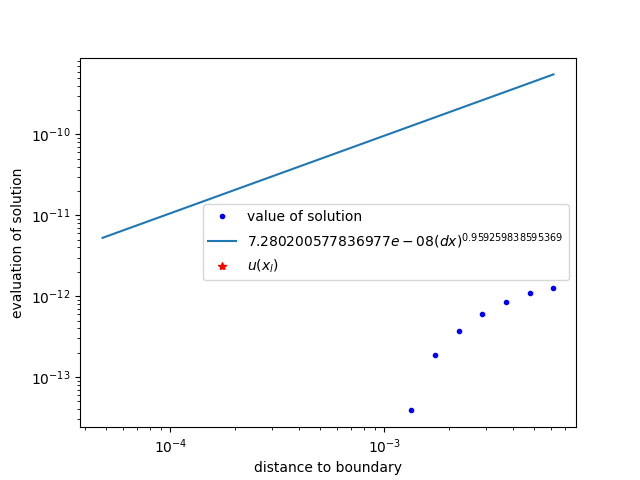 10⁻¹⁰
10⁻¹¹
10⁻¹²
10⁻¹³
evaluation of solution
value of solution
7.280200577836977e − 08(dx)⁰·⁹⁵⁹²⁵⁹⁸³⁸⁵⁹⁵³⁶⁹
u(xₗ)
10⁻⁴
10⁻³
distance to boundary